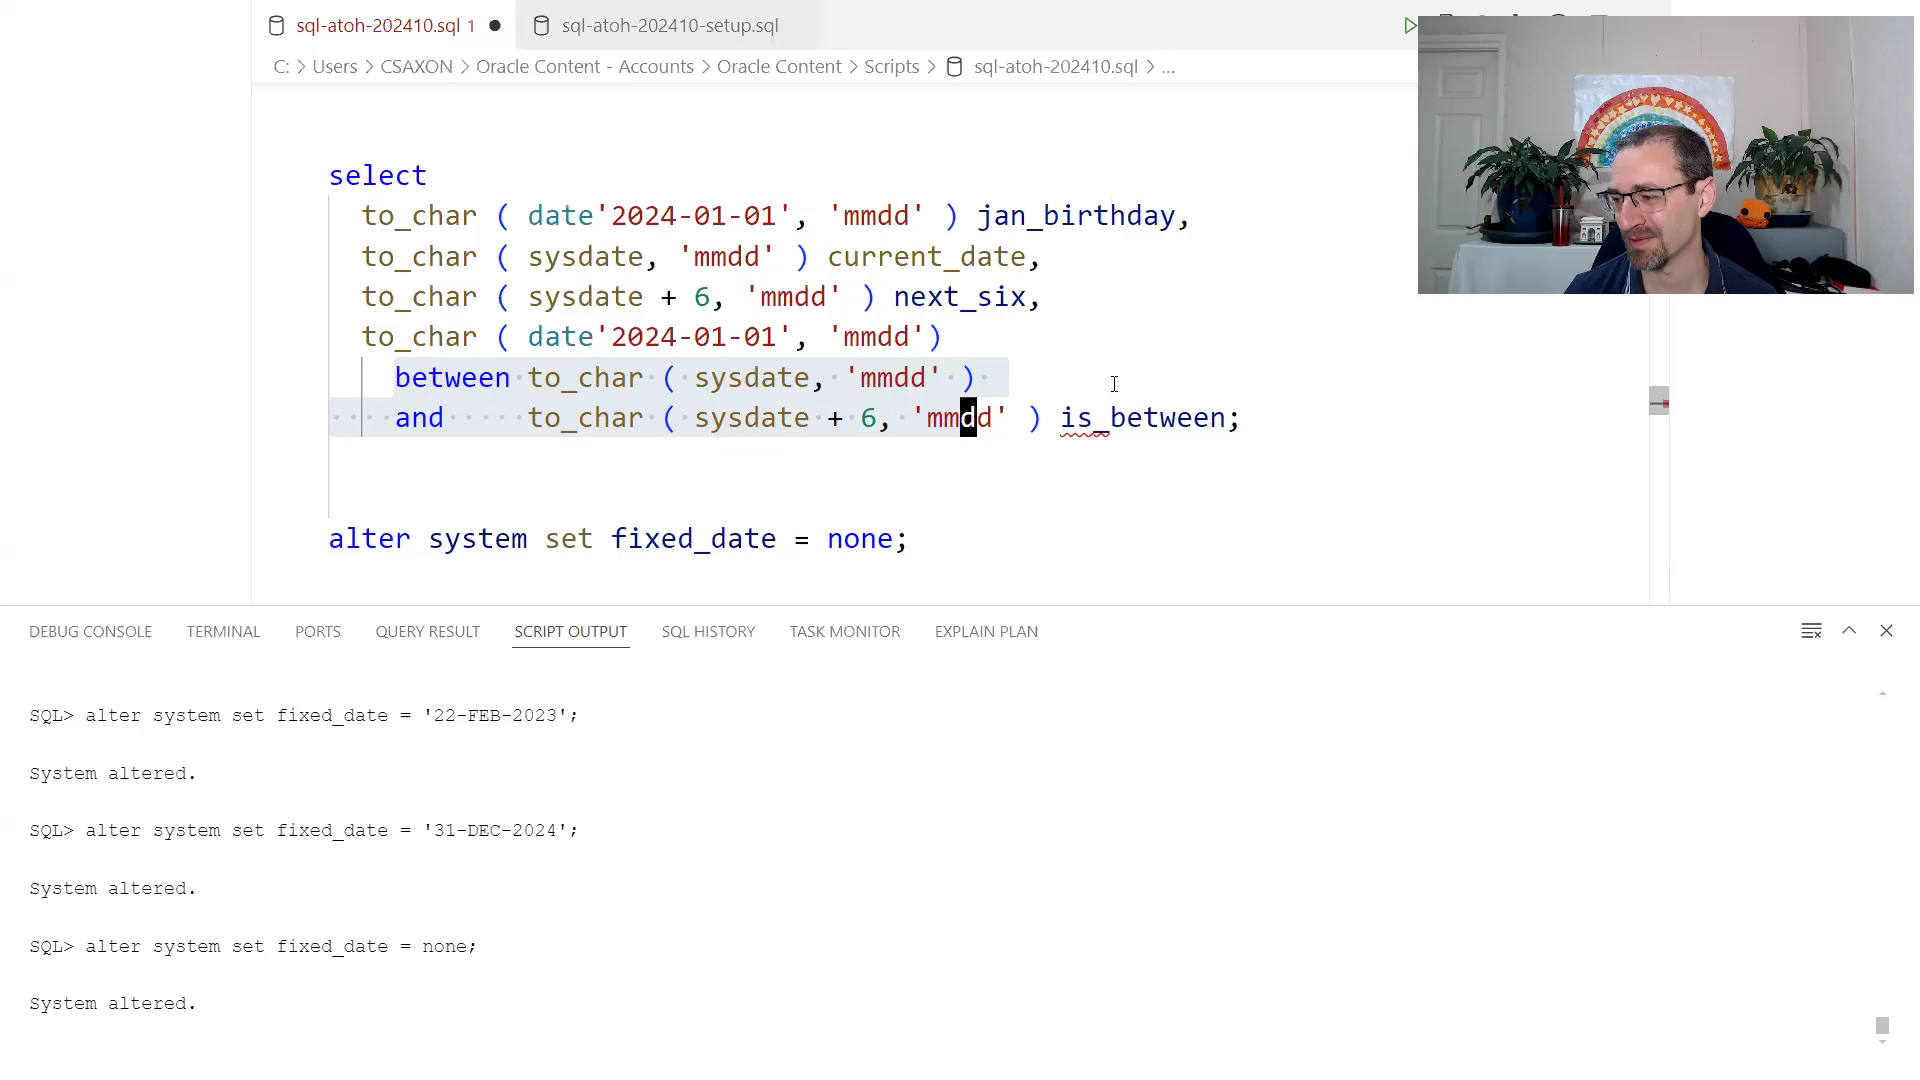 sql-atoh-202410.sql 1
sql-atoh-202410-setup.sql
C: > Users > CSAXON > Oracle Content - Accounts > Oracle Content > Scripts > sql-atoh-202410.sql > ...
select
to_char ( date'2024-01-01', 'mmdd' ) jan_birthday,
to_char ( sysdate, 'mmdd' ) current_date,
to_char ( sysdate + 6, 'mmdd' ) next_six,
to_char ( date'2024-01-01', 'mmdd')
between to_char ( sysdate, 'mmdd' )
and to_char ( sysdate + 6, 'mmdd' ) is_between;
alter system set fixed_date = none;
DEBUG CONSOLE TERMINAL PORTS QUERY RESULT SCRIPT OUTPUT SQL HISTORY TASK MONITOR EXPLAIN PLAN
SQL> alter system set fixed_date = '22-FEB-2023';
System altered.
SQL> alter system set fixed_date = '31-DEC-2024';
System altered.
SQL> alter system set fixed_date = none;
System altered.